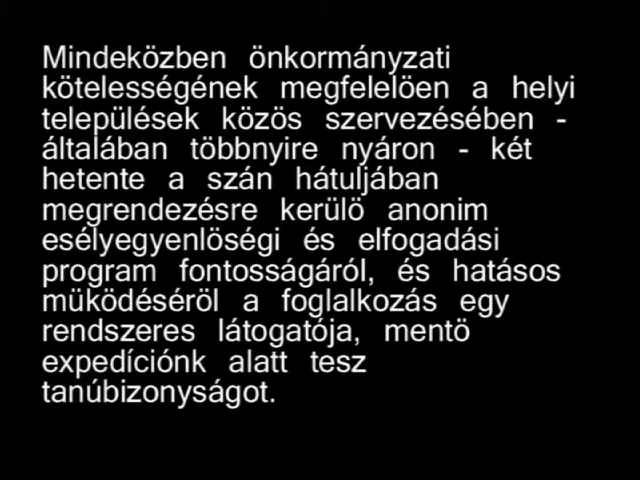 Mindeközben önkormányzati
kötelességének megfelelöen a helyi
települések közös szervezésében -
általában többnyire nyáron - két
hetente a szán hátuljában
megrendezésre kerülö anonim
esélyegyenlöségi és elfogadási
program fontosságáról, és hatásos
müködéséröl a foglalkozás egy
rendszeres látogatója, mentö
expedíciónk alatt tesz
tanúbizonyságot.